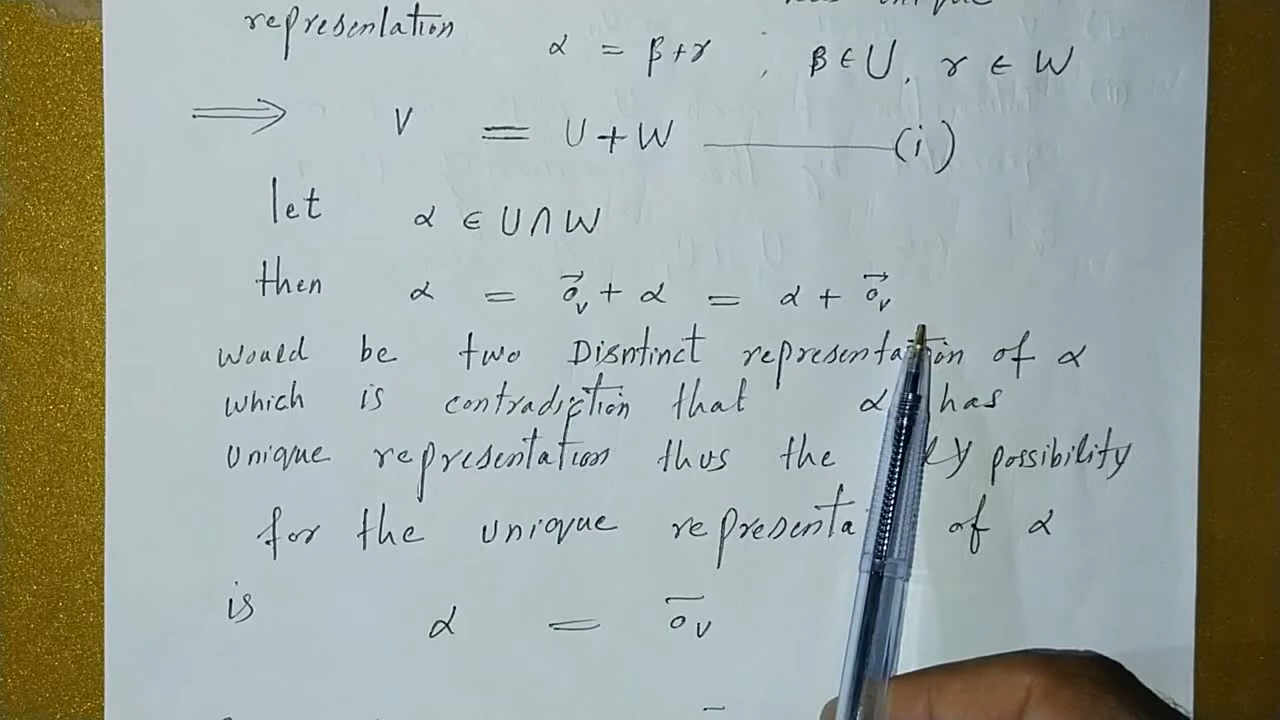 unique
representation α = β+γ ; β∈U, γ ∈ W
⟹ V = U+W ———(i)
let α ∈ U∩W
then α = 0⃗ᵥ + α = α + 0⃗ᵥ
would be two Disntinct representation of α
which is contradiction that α has
unique representation thus the possibility
for the unique of α
is α = 0̅ᵥ